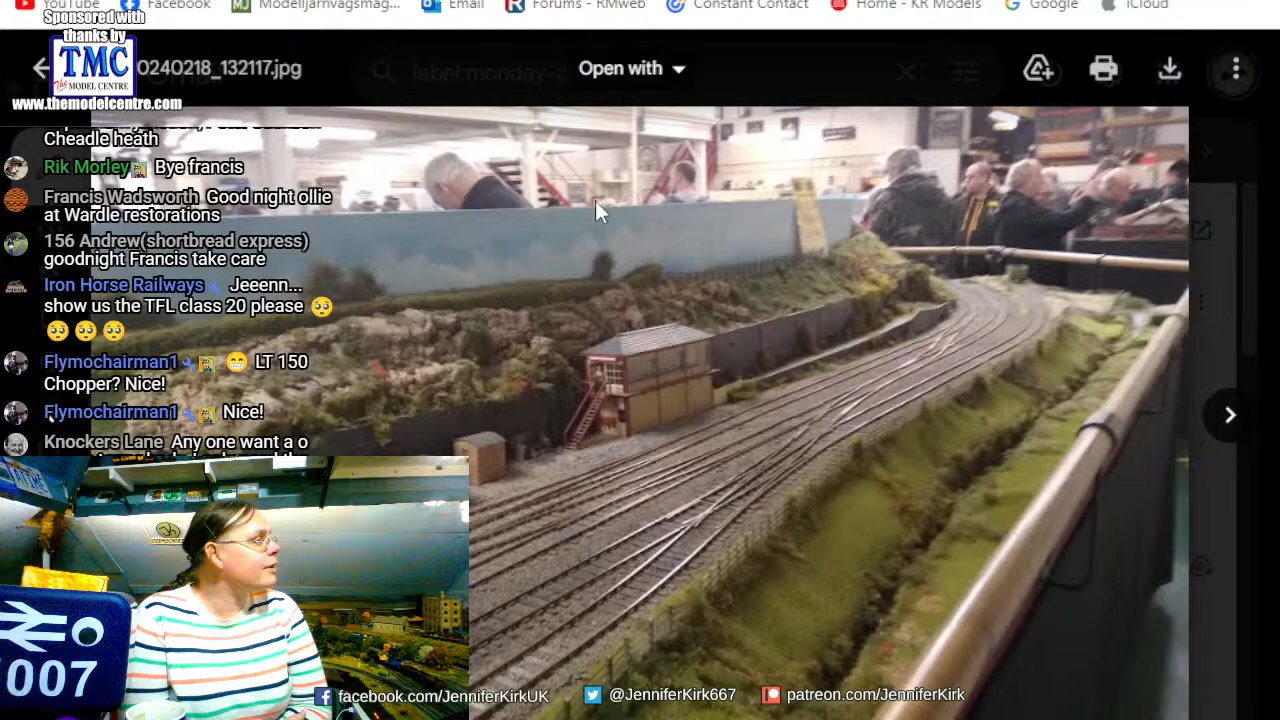 YouTube
Facebook
Modelljärnvägsmag...
Email
Forums - RMweb
Constant Contact
Home - KR Models
Google
iCloud
Sponsored with
thanks by
TMC
The MODEL CENTRE
www.themodelcentre.com
0240218_132117.jpg
label:monday-
Open with
Cheadle heath
Rik Morley Bye francis
Francis Wadsworth Good night ollie
at Wardle restorations
156 Andrew(shortbread express)
goodnight Francis take care
Iron Horse Railways Jeeenn...
show us the TFL class 20 please 🥺
🥺 🥺 🥺
Flymochairman1 😁 LT 150
Chopper? Nice!
Flymochairman1 Nice!
Knockers Lane Any one want a o
007
facebook.com/JenniferKirkUK
@JenniferKirk667
patreon.com/JenniferKirk